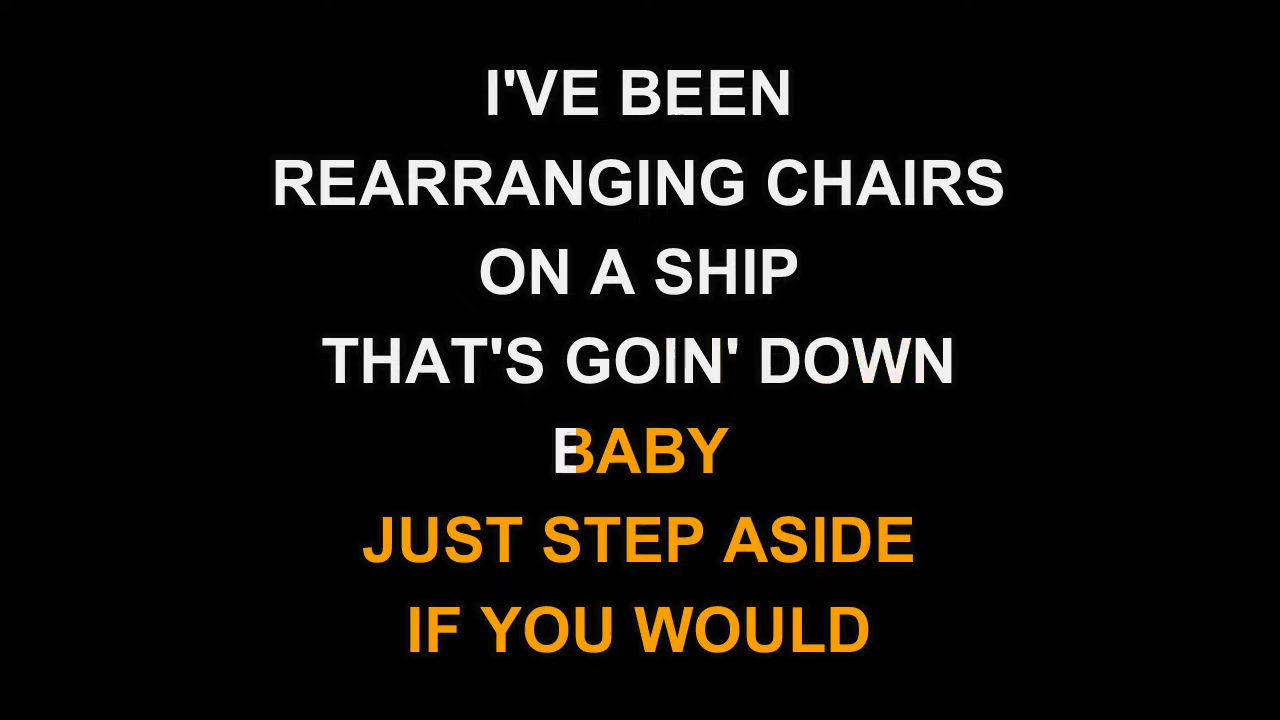 I'VE BEEN
REARRANGING CHAIRS
ON A SHIP
THAT'S GOIN' DOWN
BABY
JUST STEP ASIDE
IF YOU WOULD